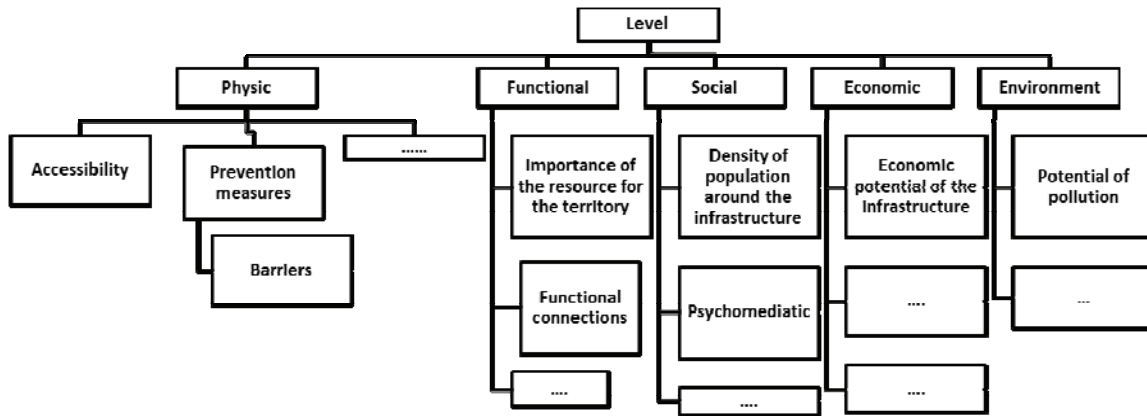 Level
Physic
Functional
Social
Economic
Environment
Accessibility
Prevention
measures
......
Barriers
Importance of
the resource for
the territory
Functional
connections
....
Density of
population
around the
infrastructure
Psychomediatic
....
Economic
potential of the
infrastructure
....
....
Potential of
pollution
...